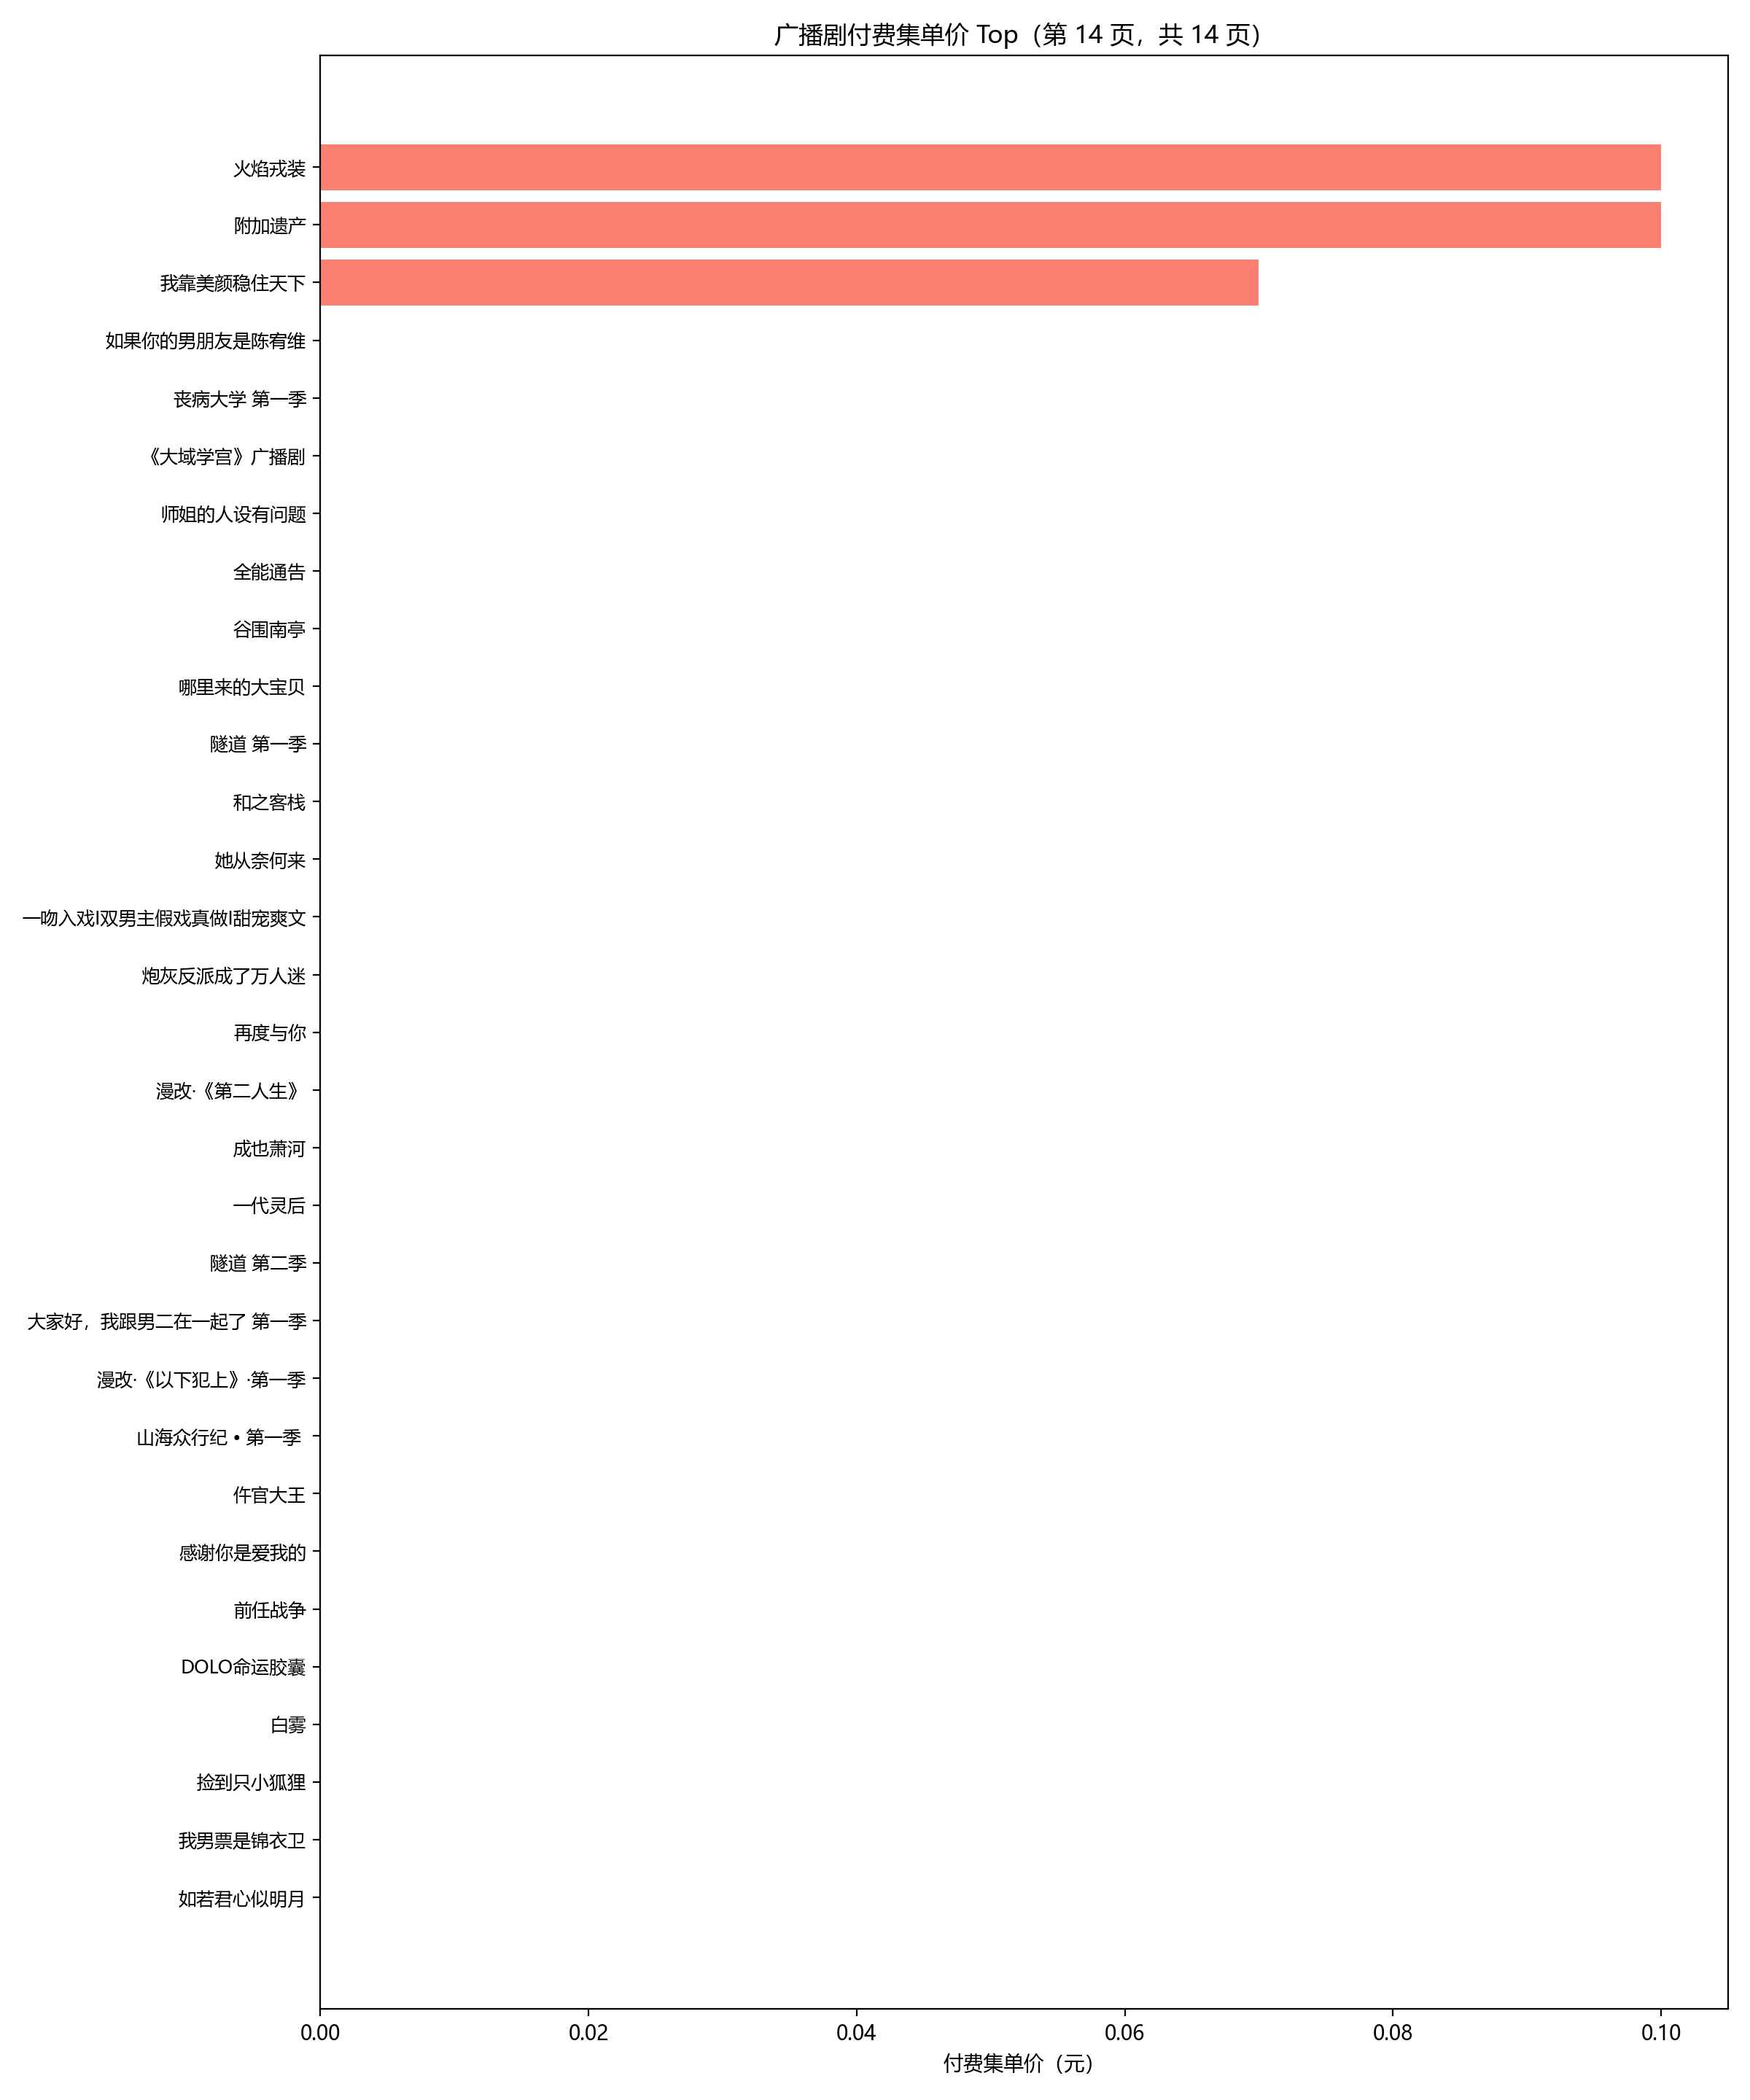 广播剧付费集单价 Top（第 14 页，共 14 页）
火焰戎装
附加遗产
我靠美颜稳住天下
如果你的男朋友是陈宥维
丧病大学 第一季
《大域学宫》广播剧
师姐的人设有问题
全能通告
谷围南亭
哪里来的大宝贝
隧道 第一季
和之客栈
她从奈何来
一吻入戏|双男主假戏真做|甜宠爽文
炮灰反派成了万人迷
再度与你
漫改·《第二人生》
成也萧河
一代灵后
隧道 第二季
大家好，我跟男二在一起了 第一季
漫改·《以下犯上》·第一季
山海众行纪•第一季
仵官大王
感谢你是爱我的
前任战争
DOLO命运胶囊
白雾
捡到只小狐狸
我男票是锦衣卫
如若君心似明月
0.00 0.02 0.04 0.06 0.08 0.10
付费集单价（元）